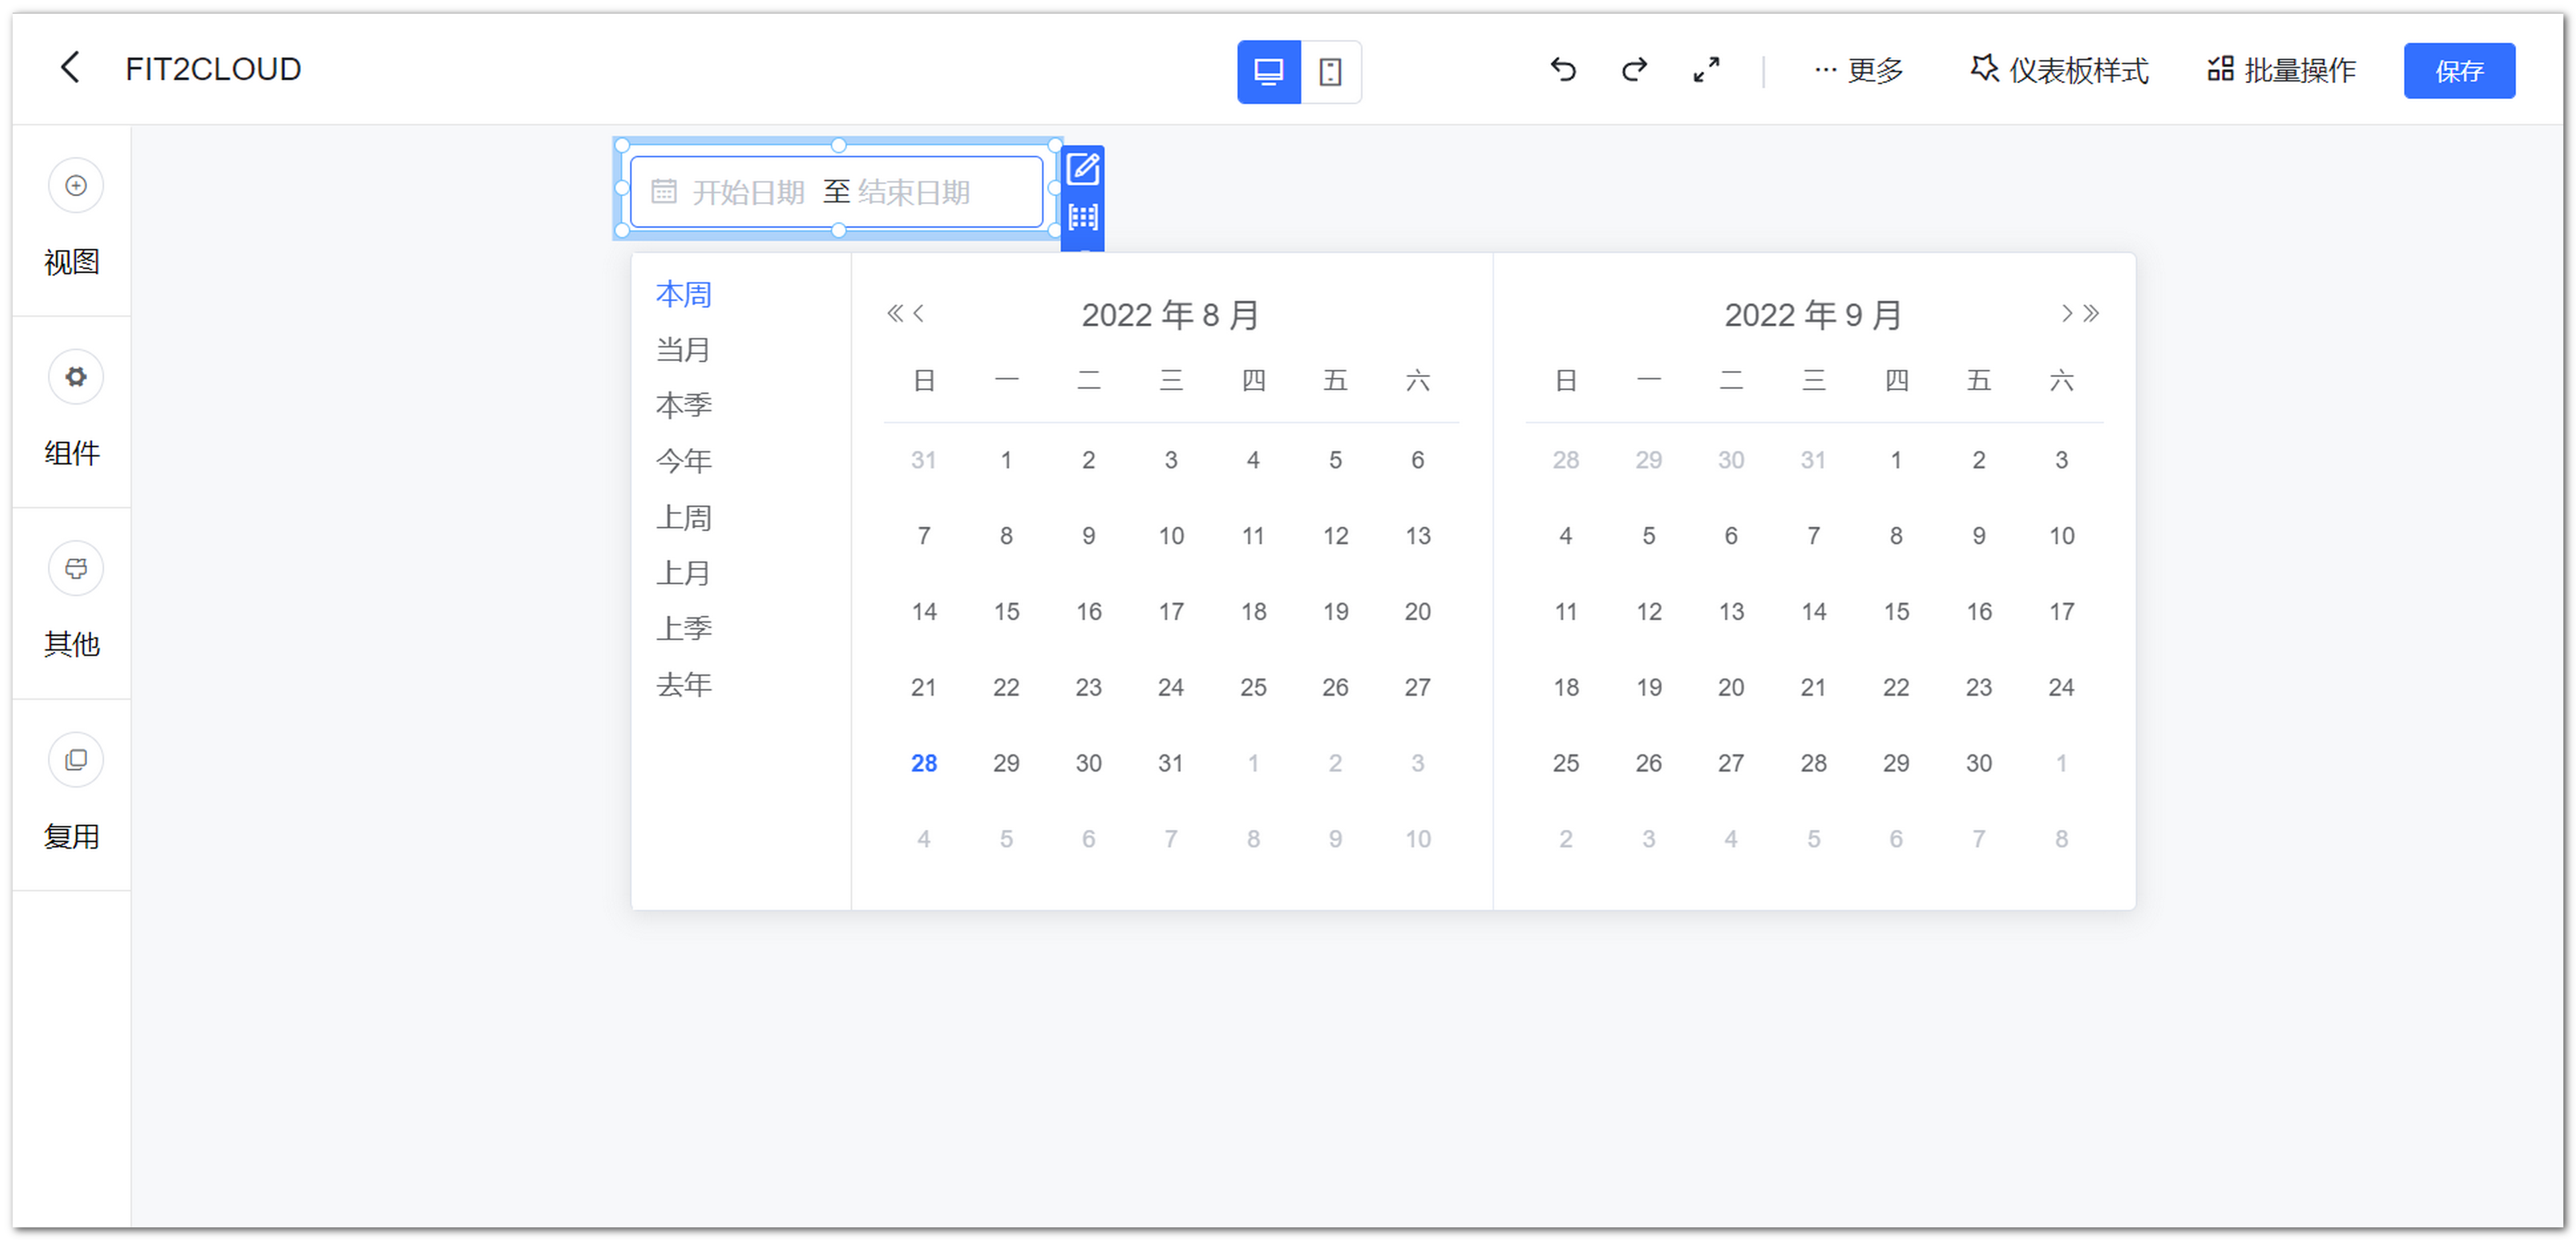 FIT2CLOUD
更多 仪表板样式 批量操作 保存
视图
组件
其他
复用
开始日期 至 结束日期
本周
当月
本季
今年
上周
上月
上季
去年
2022 年 8 月
日 一 二 三 四 五 六
31 1 2 3 4 5 6
7 8 9 10 11 12 13
14 15 16 17 18 19 20
21 22 23 24 25 26 27
28 29 30 31 1 2 3
4 5 6 7 8 9 10
2022 年 9 月
日 一 二 三 四 五 六
28 29 30 31 1 2 3
4 5 6 7 8 9 10
11 12 13 14 15 16 17
18 19 20 21 22 23 24
25 26 27 28 29 30 1
2 3 4 5 6 7 8